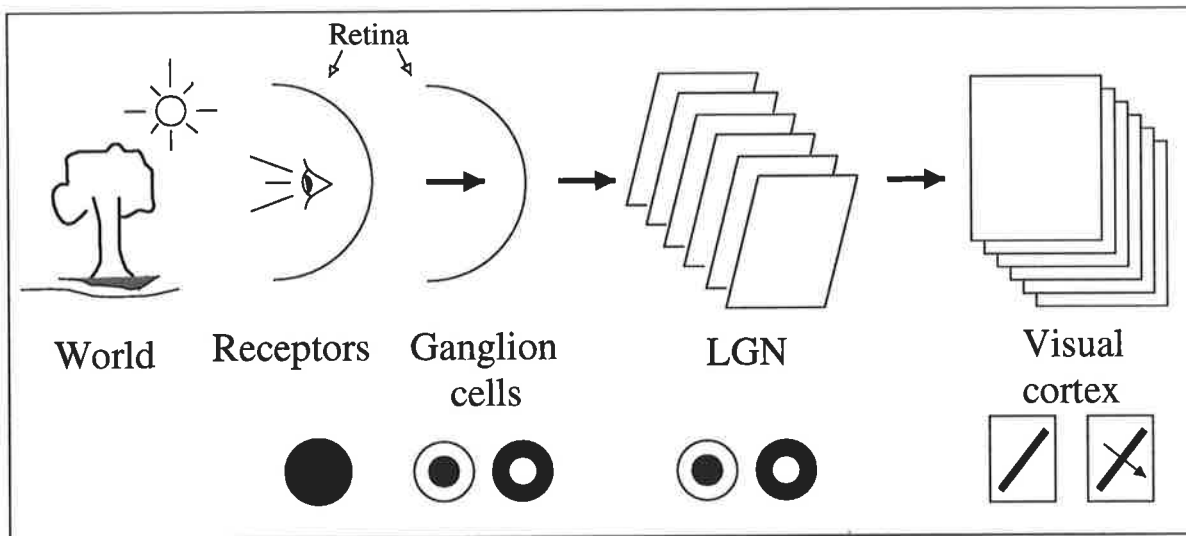 Retina
World
Receptors
Ganglion
cells
LGN
Visual
cortex